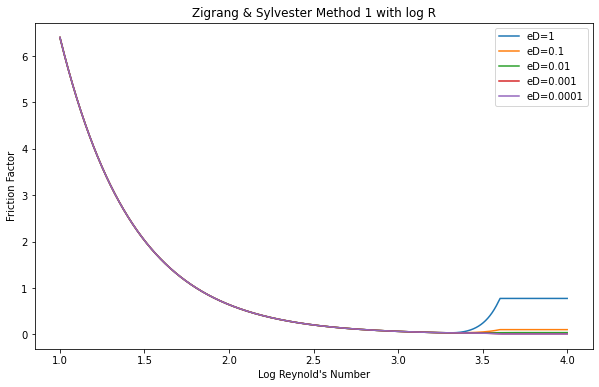 Zigrang & Sylvester Method 1 with log R
eD=1
eD=0.1
eD=0.01
eD=0.001
eD=0.0001
Friction Factor
6
5
4
3
2
1
0
1.0 1.5 2.0 2.5 3.0 3.5 4.0
Log Reynold's Number